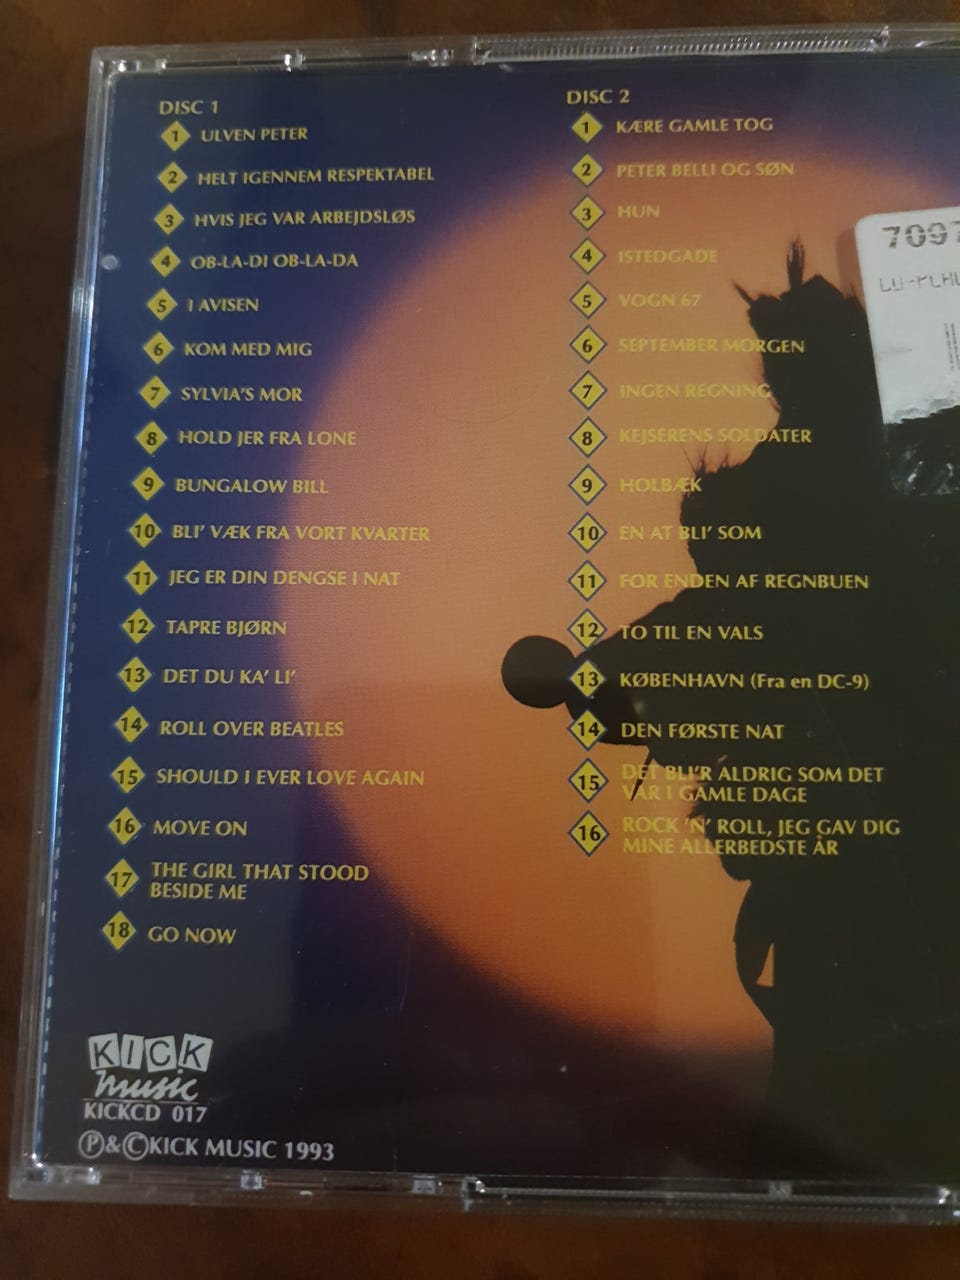 DISC 1
1 ULVEN PETER
2 HELT IGENNEM RESPEKTABEL
3 HVIS JEG VAR ARBEJDSLØS
4 OB-LA-DI OB-LA-DA
5 I AVISEN
6 KOM MED MIG
7 SYLVIA'S MOR
8 HOLD JER FRA LONE
9 BUNGALOW BILL
10 BLI' VÆK FRA VORT KVARTER
11 JEG ER DIN DENGSE I NAT
12 TAPRE BJØRN
13 DET DU KA' LI'
14 ROLL OVER BEATLES
15 SHOULD I EVER LOVE AGAIN
16 MOVE ON
17 THE GIRL THAT STOOD
BESIDE ME
18 GO NOW
DISC 2
1 KÆRE GAMLE TOG
2 PETER BELLI OG SØN
3 HUN
4 ISTEDGADE
5 VOGN 67
6 SEPTEMBER MORGEN
7 INGEN REGNING
8 KEJSERENS SOLDATER
9 HOLBÆK
10 EN AT BLI' SOM
11 FOR ENDEN AF REGNBUEN
12 TO TIL EN VALS
13 KØBENHAVN (Fra en DC-9)
14 DEN FØRSTE NAT
15 DET BLI'R ALDRIG SOM DET
VAR I GAMLE DAGE
16 ROCK 'N' ROLL, JEG GAV DIG
MINE ALLERBEDSTE ÅR
7097
KICK
music
KICKCD 017
Ⓟ&©KICK MUSIC 1993